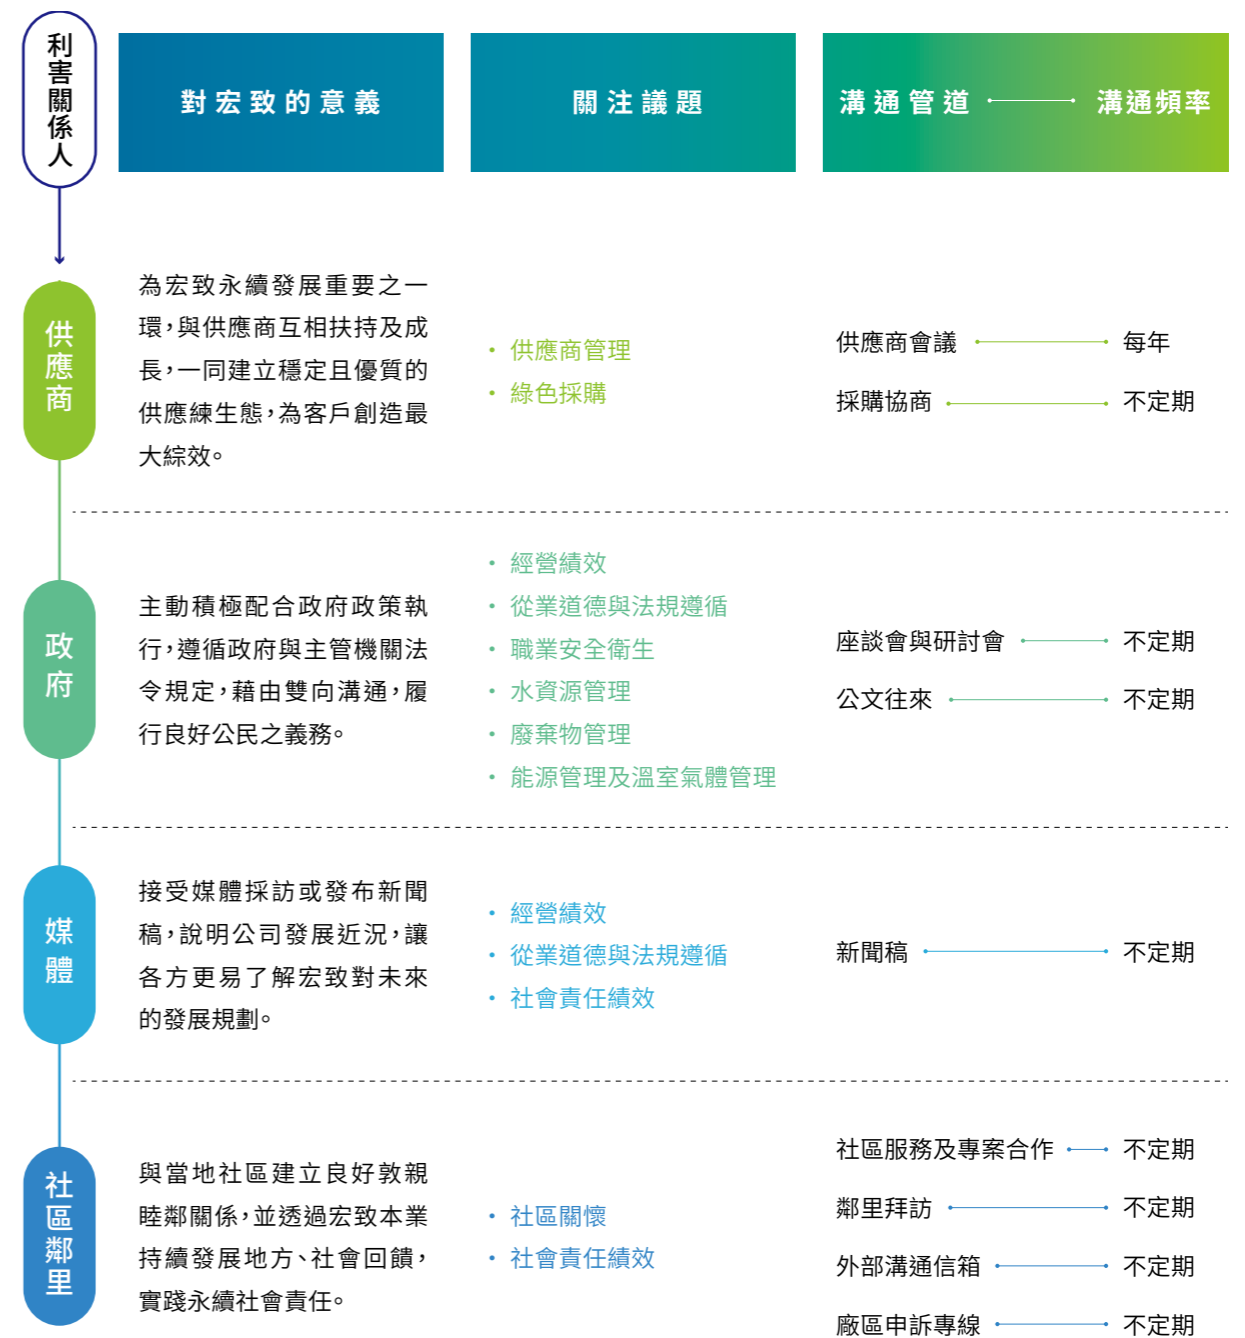 利害關係人
對宏致的意義
關注議題
溝通管道 溝通頻率
供應商
為宏致永續發展重要之一
環，與供應商互相扶持及成
長，一同建立穩定且優質的
供應練生態，為客戶創造最
大綜效。
・供應商管理
・綠色採購
供應商會議 每年
採購協商 不定期
政府
主動積極配合政府政策執
行，遵循政府與主管機關法
令規定，藉由雙向溝通，履
行良好公民之義務。
・經營績效
・從業道德與法規遵循
・職業安全衛生
・水資源管理
・廢棄物管理
・能源管理及溫室氣體管理
座談會與研討會 不定期
公文往來 不定期
媒體
接受媒體採訪或發布新聞
稿，說明公司發展近況，讓
各方更易了解宏致對未來
的發展規劃。
・經營績效
・從業道德與法規遵循
・社會責任績效
新聞稿 不定期
社區鄰里
與當地社區建立良好敦親
睦鄰關係，並透過宏致本業
持續發展地方、社會回饋，
實踐永續社會責任。
・社區關懷
・社會責任績效
社區服務及專案合作 不定期
鄰里拜訪 不定期
外部溝通信箱 不定期
廠區申訴專線 不定期